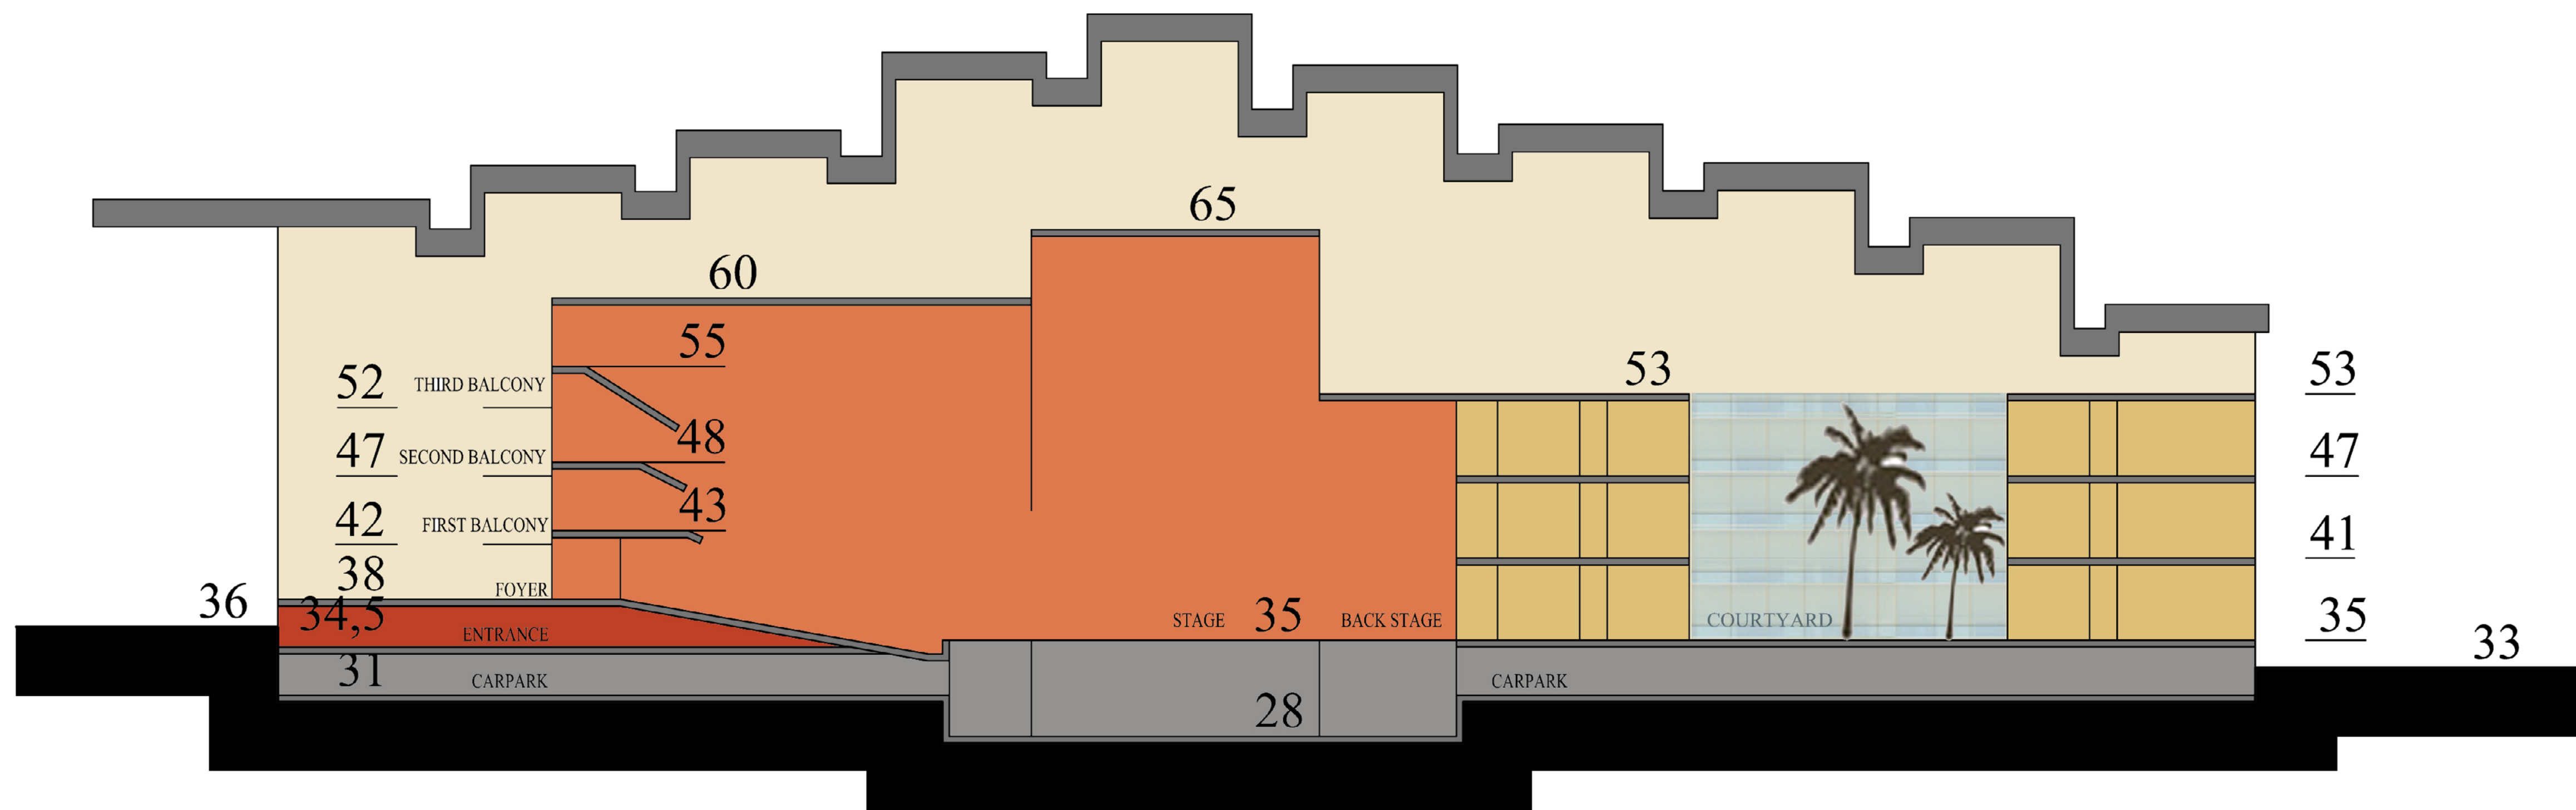 65
60
55
53
52 THIRD BALCONY
53
48
47 SECOND BALCONY
47
43
42 FIRST BALCONY
41
38
FOYER
36
34,5
ENTRANCE
STAGE 35 BACK STAGE
COURTYARD
35
33
31
CARPARK
CARPARK
28